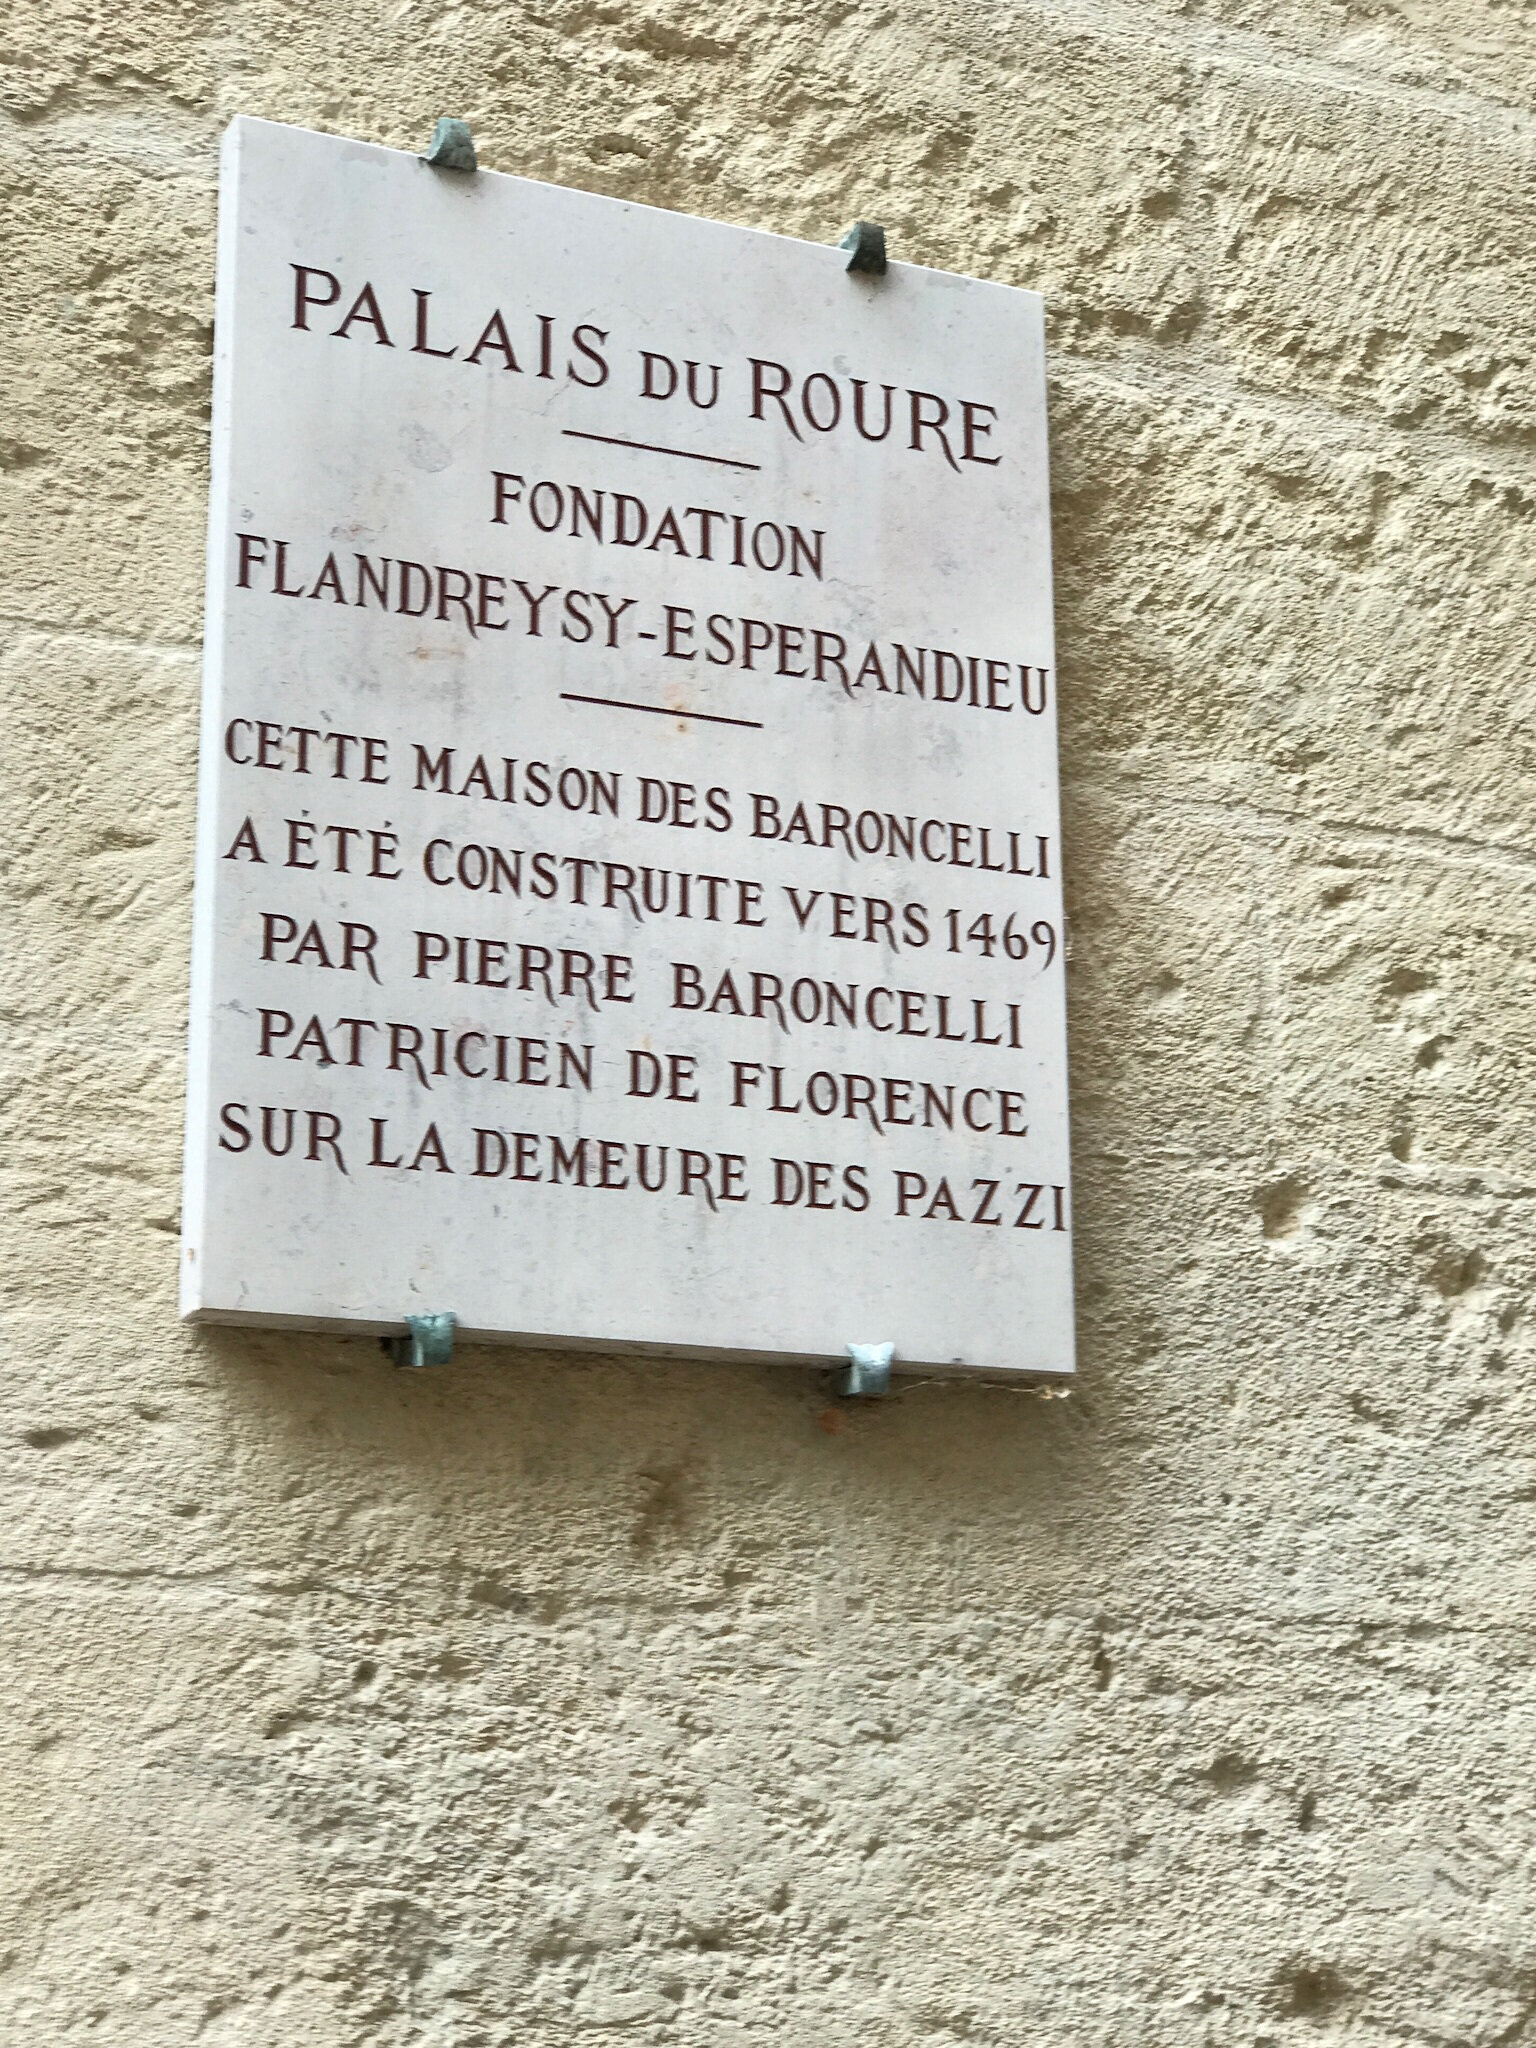 PALAIS DU ROURE
FONDATION
FLANDREYSY-ESPERANDIEU
CETTE MAISON DES BARONCELLI
A ÉTÉ CONSTRUITE VERS 1469
PAR PIERRE BARONCELLI
PATRICIEN DE FLORENCE
SUR LA DEMEURE DES PAZZI